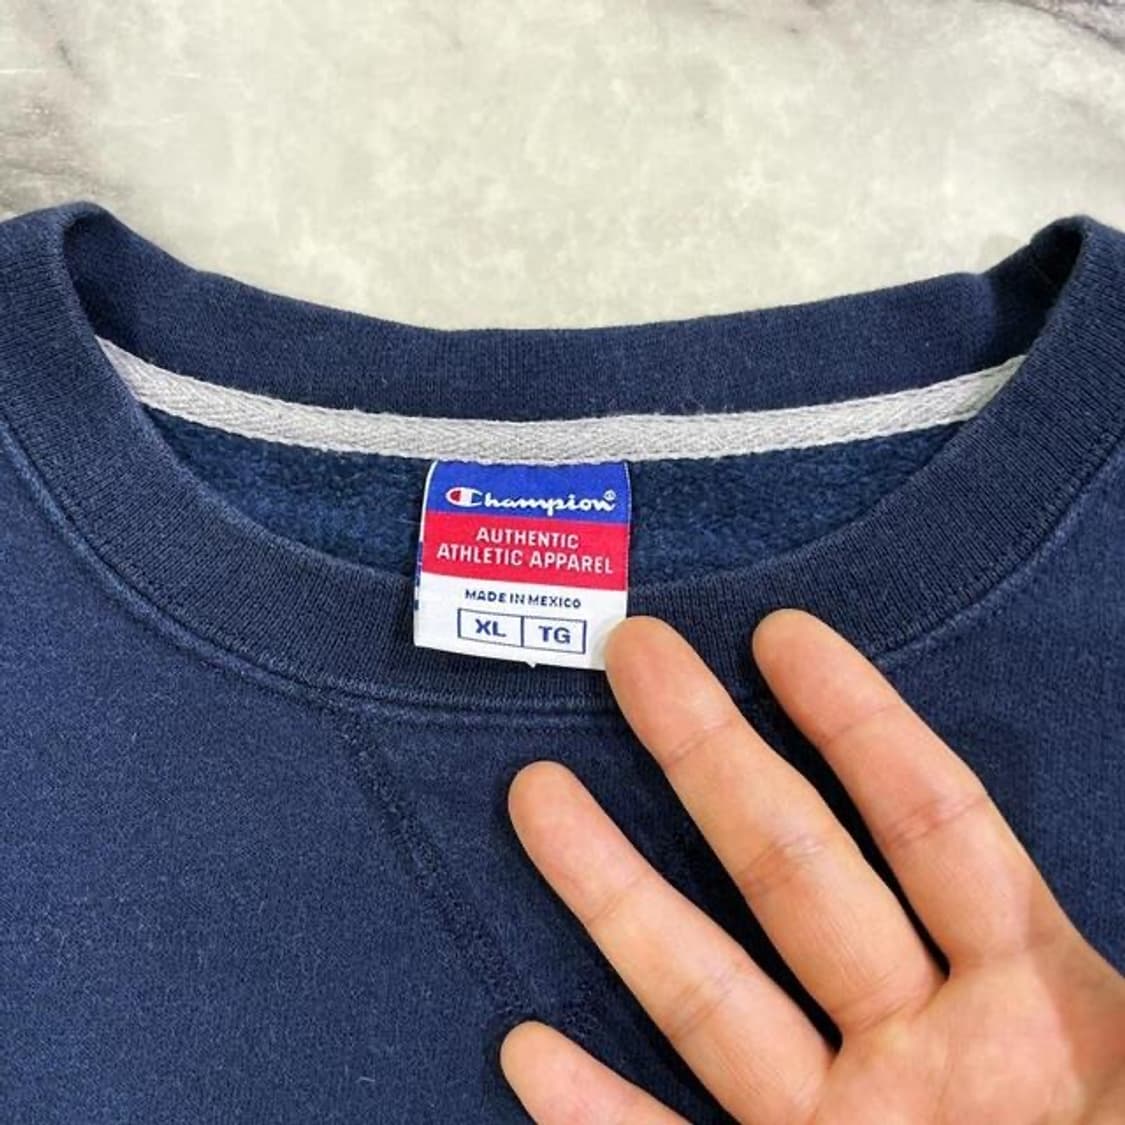 Champion®
AUTHENTIC
ATHLETIC APPAREL
MADE IN MEXICO
XL TG